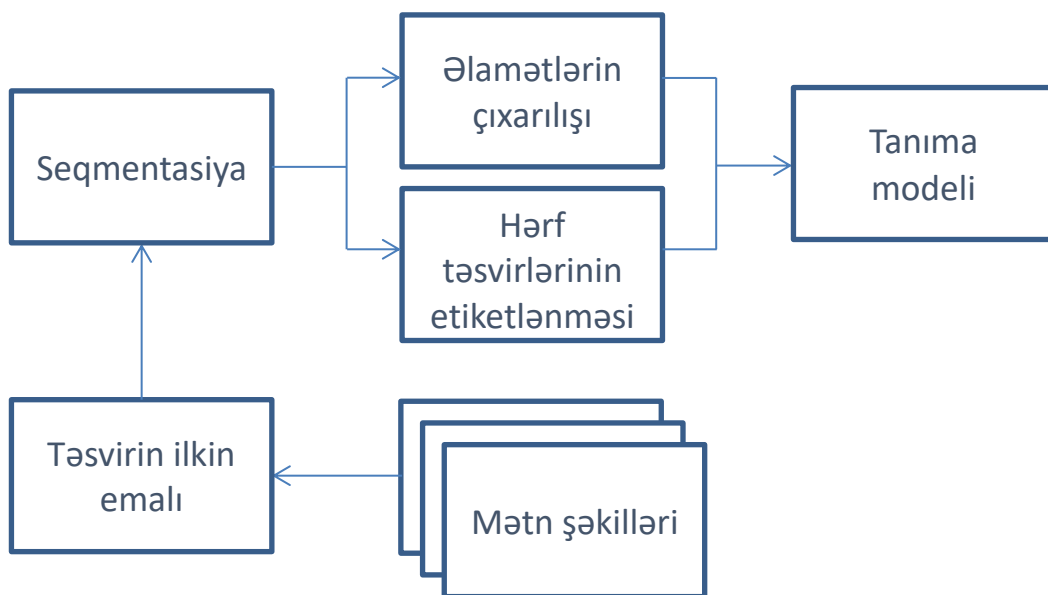 Əlamətlərin
çıxarılışı
Seqmentasiya
Tanıma
modeli
Hərf
təsvirlərinin
etiketlənməsi
Təsvirin ilkin
emalı
Mətn şəkilləri